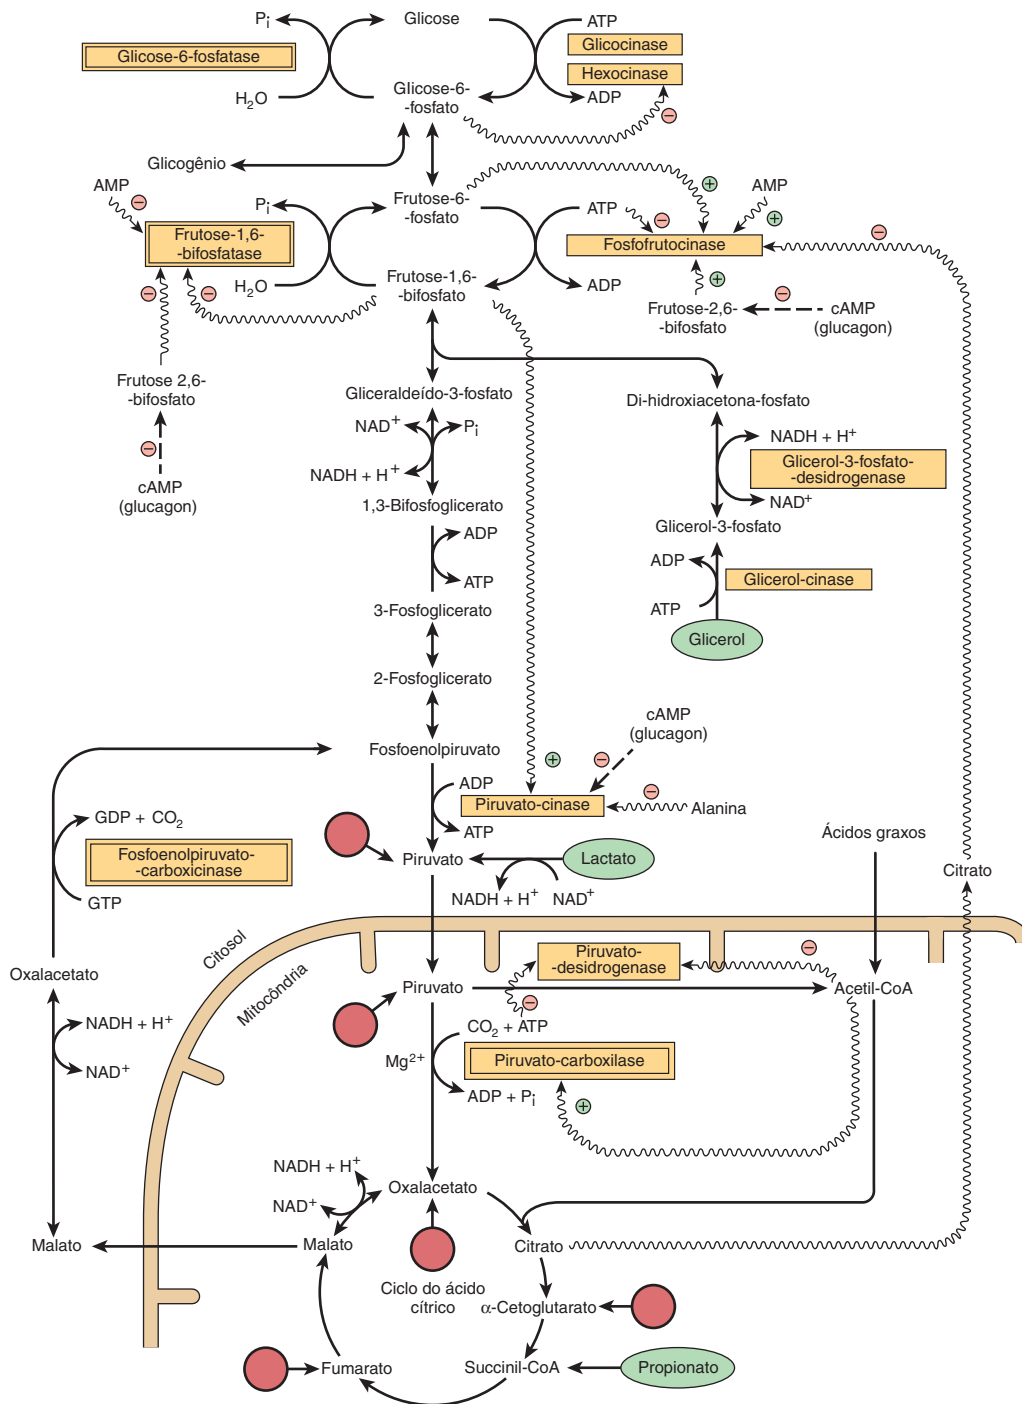 Pi
Glicose
ATP
Glicose-6-fosfatase
Glicocinase
Hexocinase
H2O
Glicose-6-
-fosfato
ADP
Glicogênio
AMP
Pi
Frutose-6-
-fosfato
ATP
AMP
Frutose-1,6-
-bifosfatase
Fosfofrutocinase
H2O
Frutose-1,6-
-bifosfato
ADP
Frutose-2,6-
-bifosfato
cAMP
(glucagon)
Frutose 2,6-
-bifosfato
cAMP
(glucagon)
Gliceraldeído-3-fosfato
Di-hidroxiacetona-fosfato
NAD+
Pi
NADH + H+
NADH + H+
Glicerol-3-fosfato-
-desidrogenase
NAD+
1,3-Bifosfoglicerato
Glicerol-3-fosfato
ADP
ATP
ADP
Glicerol-cinase
ATP
Glicerol
3-Fosfoglicerato
2-Fosfoglicerato
Fosfoenolpiruvato
cAMP
(glucagon)
ADP
Piruvato-cinase
Alanina
ATP
GDP + CO2
Fosfoenolpiruvato-
-carboxicinase
GTP
Piruvato
Lactato
NADH + H+
NAD+
Ácidos graxos
Citrato
Citosol
Mitocôndria
Oxalacetato
Piruvato-
-desidrogenase
Piruvato
Acetil-CoA
NADH + H+
NAD+
CO2 + ATP
Mg2+
Piruvato-carboxilase
ADP + Pi
NADH + H+
NAD+
Oxalacetato
Malato
Malato
Citrato
Ciclo do ácido
cítrico
α-Cetoglutarato
Fumarato
Succinil-CoA
Propionato